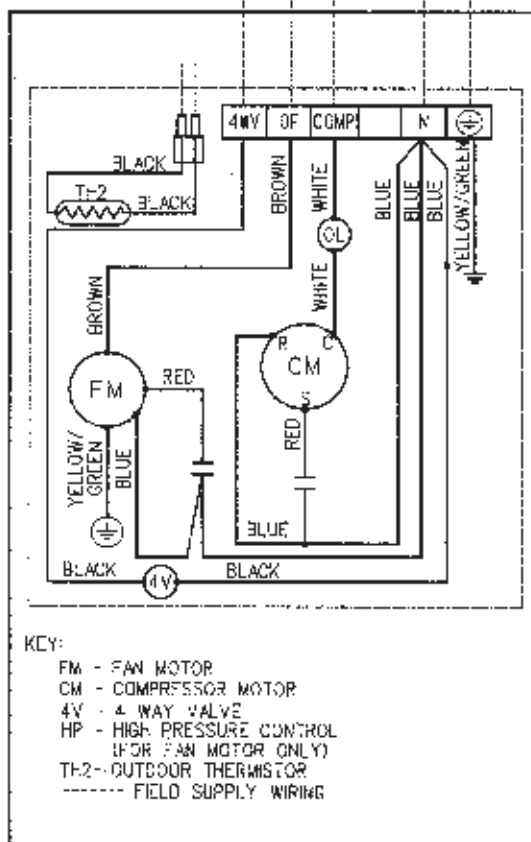 4WV OF COMP. N
BLACK
TH2
BLACK
BROWN
WHITE
BLUE
BLUE
BLUE
YELLOW/GREEN
OL
WHITE
BROWN
R C
CM
S
RED
FM
RED
YELLOW/
GREEN
BLUE
BLUE
BLACK
4V
BLACK
KEY:
FM - FAN MOTOR
CM - COMPRESSOR MOTOR
4V - 4 WAY VALVE
HP - HIGH PRESSURE CONTROL
(FOR FAN MOTOR ONLY)
TH2-- OUTDOOR THERMISTOR
------- FIELD SUPPLY WIRING